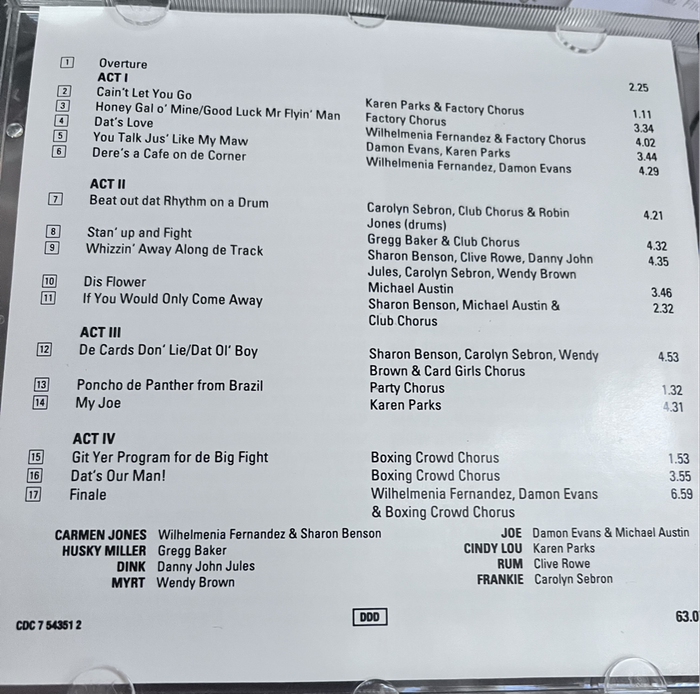 1 Overture 2.25
ACT I
2 Cain't Let You Go Karen Parks & Factory Chorus 1.11
3 Honey Gal o' Mine/Good Luck Mr Flyin' Man Factory Chorus 3.34
4 Dat's Love Wilhelmenia Fernandez & Factory Chorus 4.02
5 You Talk Jus' Like My Maw Damon Evans, Karen Parks 3.44
6 Dere's a Cafe on de Corner Wilhelmenia Fernandez, Damon Evans 4.29
ACT II
7 Beat out dat Rhythm on a Drum Carolyn Sebron, Club Chorus & Robin 4.21
Jones (drums)
8 Stan' up and Fight Gregg Baker & Club Chorus 4.32
9 Whizzin' Away Along de Track Sharon Benson, Clive Rowe, Danny John 4.35
Jules, Carolyn Sebron, Wendy Brown
10 Dis Flower Michael Austin 3.46
11 If You Would Only Come Away Sharon Benson, Michael Austin & 2.32
Club Chorus
ACT III
12 De Cards Don' Lie/Dat Ol' Boy Sharon Benson, Carolyn Sebron, Wendy 4.53
Brown & Card Girls Chorus
13 Poncho de Panther from Brazil Party Chorus 1.32
14 My Joe Karen Parks 4.31
ACT IV
15 Git Yer Program for de Big Fight Boxing Crowd Chorus 1.53
16 Dat's Our Man! Boxing Crowd Chorus 3.55
17 Finale Wilhelmenia Fernandez, Damon Evans 6.59
& Boxing Crowd Chorus
CARMEN JONES Wilhelmenia Fernandez & Sharon Benson JOE Damon Evans & Michael Austin
HUSKY MILLER Gregg Baker CINDY LOU Karen Parks
DINK Danny John Jules RUM Clive Rowe
MYRT Wendy Brown FRANKIE Carolyn Sebron
CDC 7 54351 2 DDD 63.0